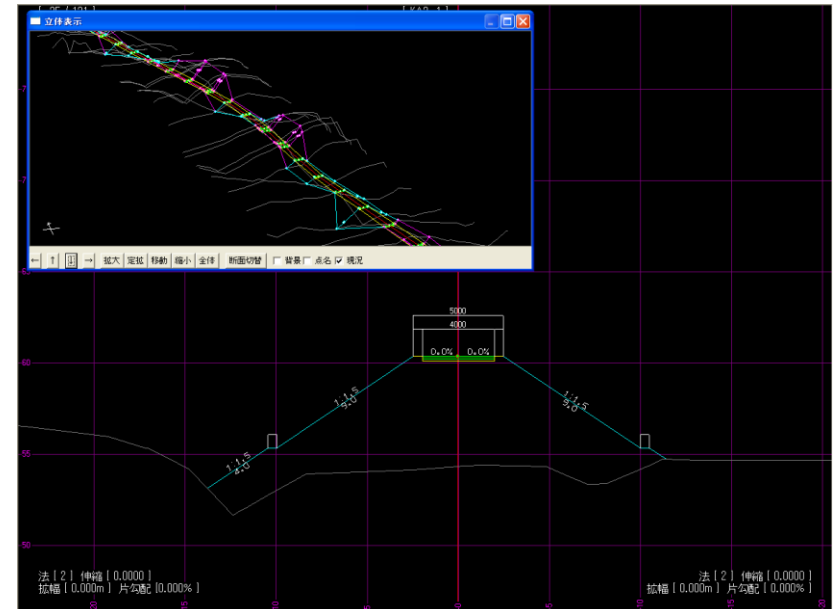 立体表示
← ↑ → 拡大 定拡 移動 縮小 全体 断面切替 背景 点名 現況
5000
4000
0.0% 0.0%
1:1.5
9.0
1:1.5
9.0
1:1.5
4.0
60
55
50
法 [ 2 ] 伸縮 [ 0.0000 ]
拡幅 [ 0.000m ] 片勾配 [0.000% ]
法 [ 2 ] 伸縮 [ 0.0000 ]
拡幅 [ 0.000m ] 片勾配 [ 0.000% ]